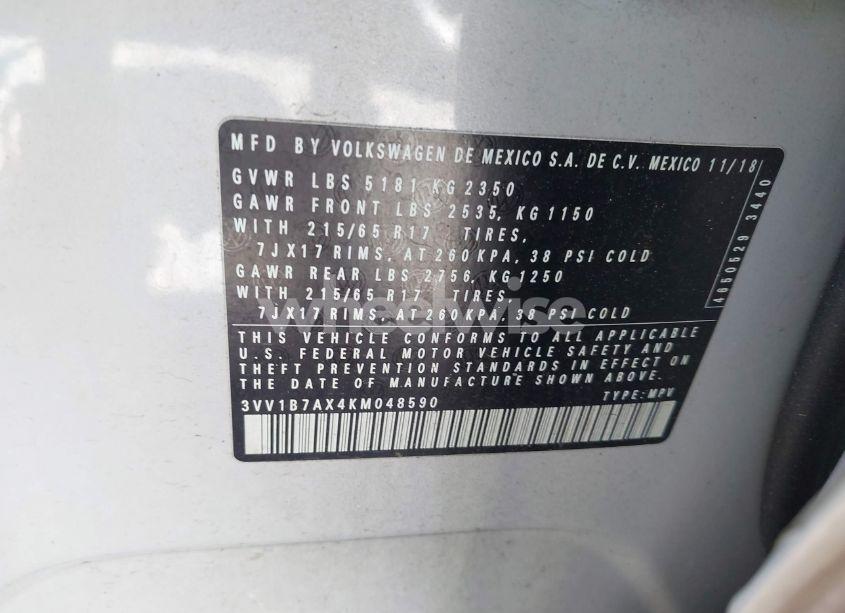 MFD BY VOLKSWAGEN DE MEXICO S.A. DE C.V. MEXICO 11/18
GVWR LBS 5181 KG 2350
GAWR FRONT LBS 2535, KG 1150
WITH 215/65 R17 TIRES,
7JX17 RIMS, AT 260 KPA, 38 PSI COLD
GAWR REAR LBS 2756, KG 1250
WITH 215/65 R17 TIRES,
7JX17 RIMS, AT 260 KPA, 38 PSI COLD
THIS VEHICLE CONFORMS TO ALL APPLICABLE
U.S. FEDERAL MOTOR VEHICLE SAFETY AND
THEFT PREVENTION STANDARDS IN EFFECT ON
THE DATE OF MANUFACTURE SHOWN ABOVE.
3VV1B7AX4KM048590 TYPE: MPV
4650529 3440
wheelwise